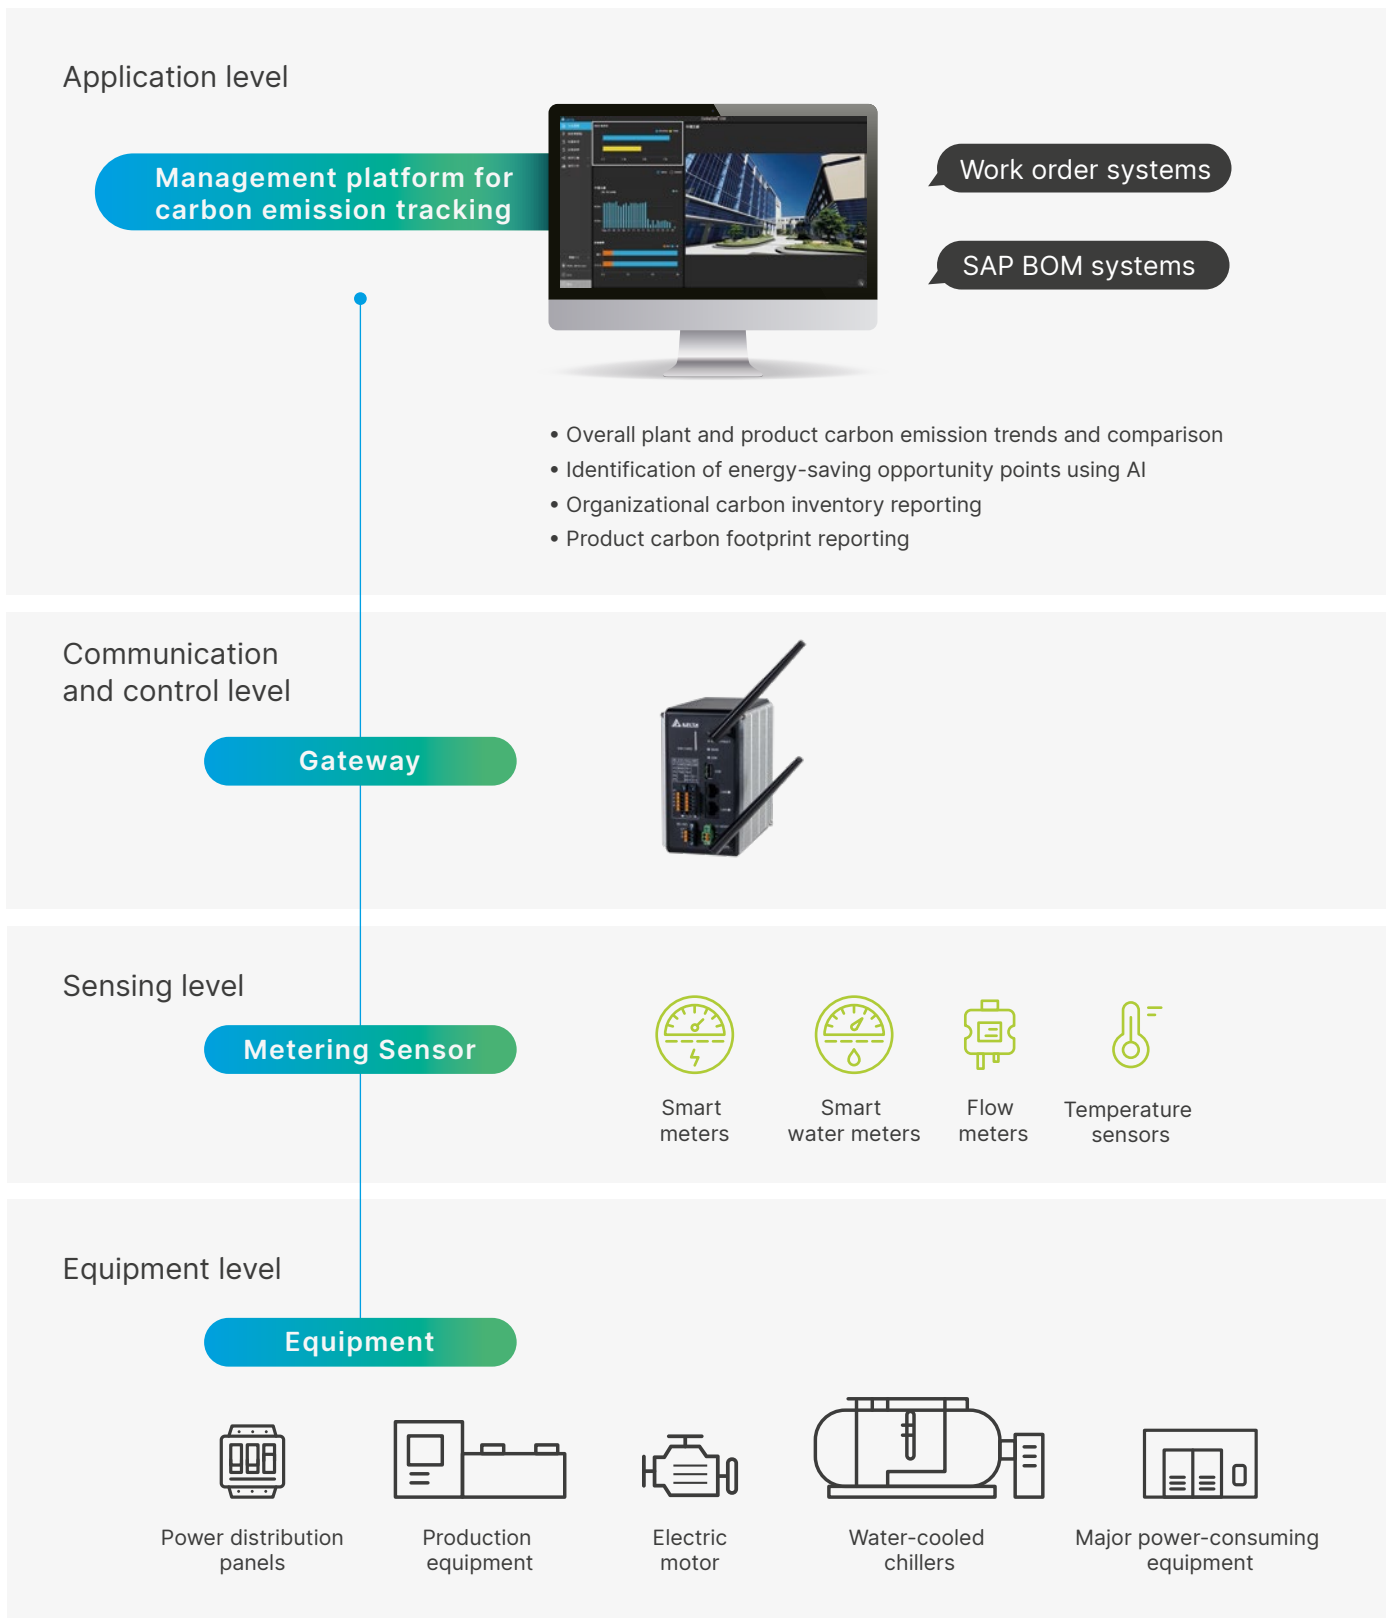 Application level
Management platform for
carbon emission tracking
Work order systems
SAP BOM systems
• Overall plant and product carbon emission trends and comparison
• Identification of energy-saving opportunity points using AI
• Organizational carbon inventory reporting
• Product carbon footprint reporting
Communication
and control level
Gateway
DELTA
Sensing level
Metering Sensor
Smart
meters
Smart
water meters
Flow
meters
Temperature
sensors
Equipment level
Equipment
Power distribution
panels
Production
equipment
Electric
motor
Water-cooled
chillers
Major power-consuming
equipment